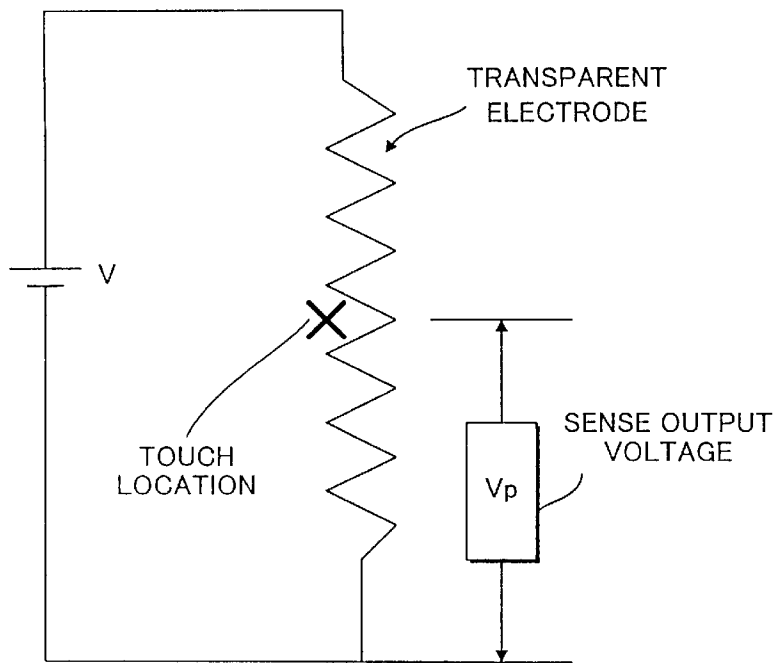 TRANSPARENT
ELECTRODE
V
TOUCH
LOCATION
SENSE OUTPUT
VOLTAGE
Vp